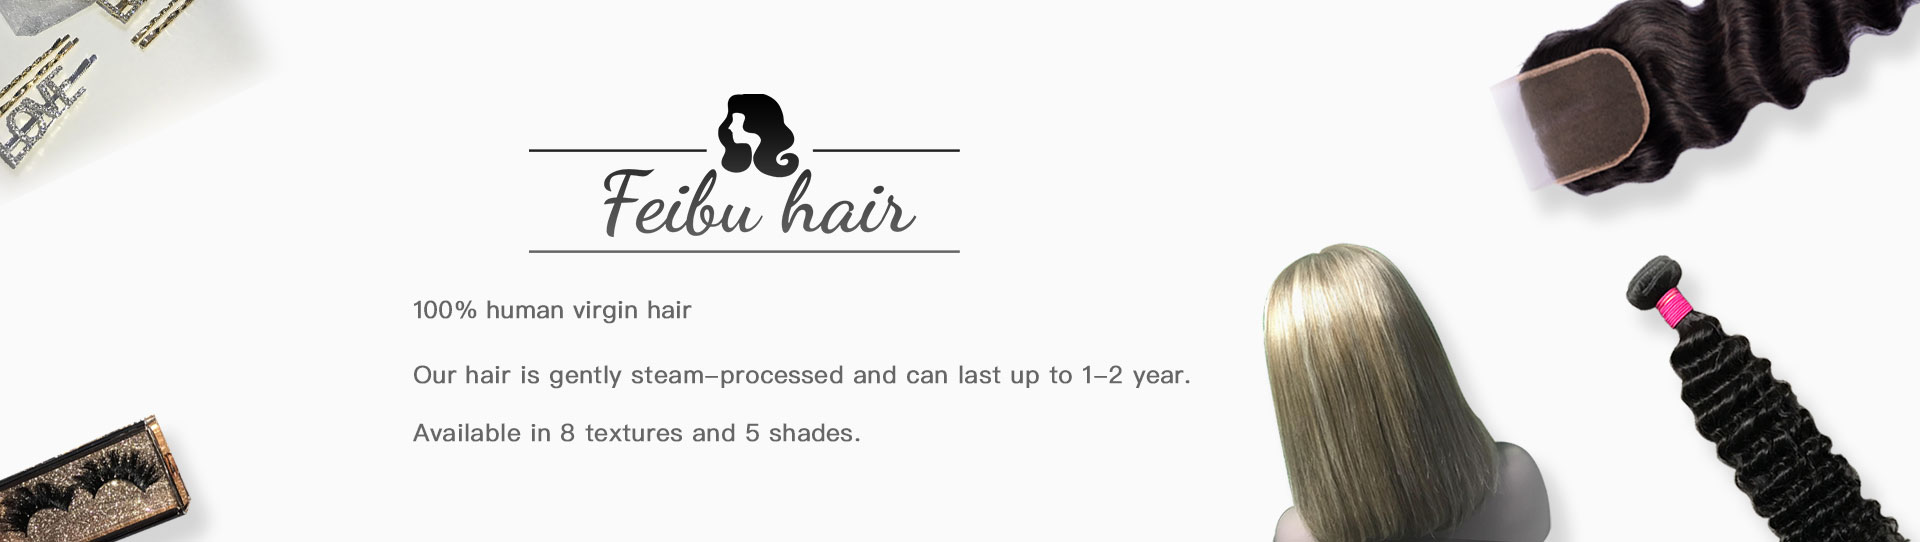 LOVE
Feibu hair
100% human virgin hair
Our hair is gently steam-processed and can last up to 1-2 year.
Available in 8 textures and 5 shades.